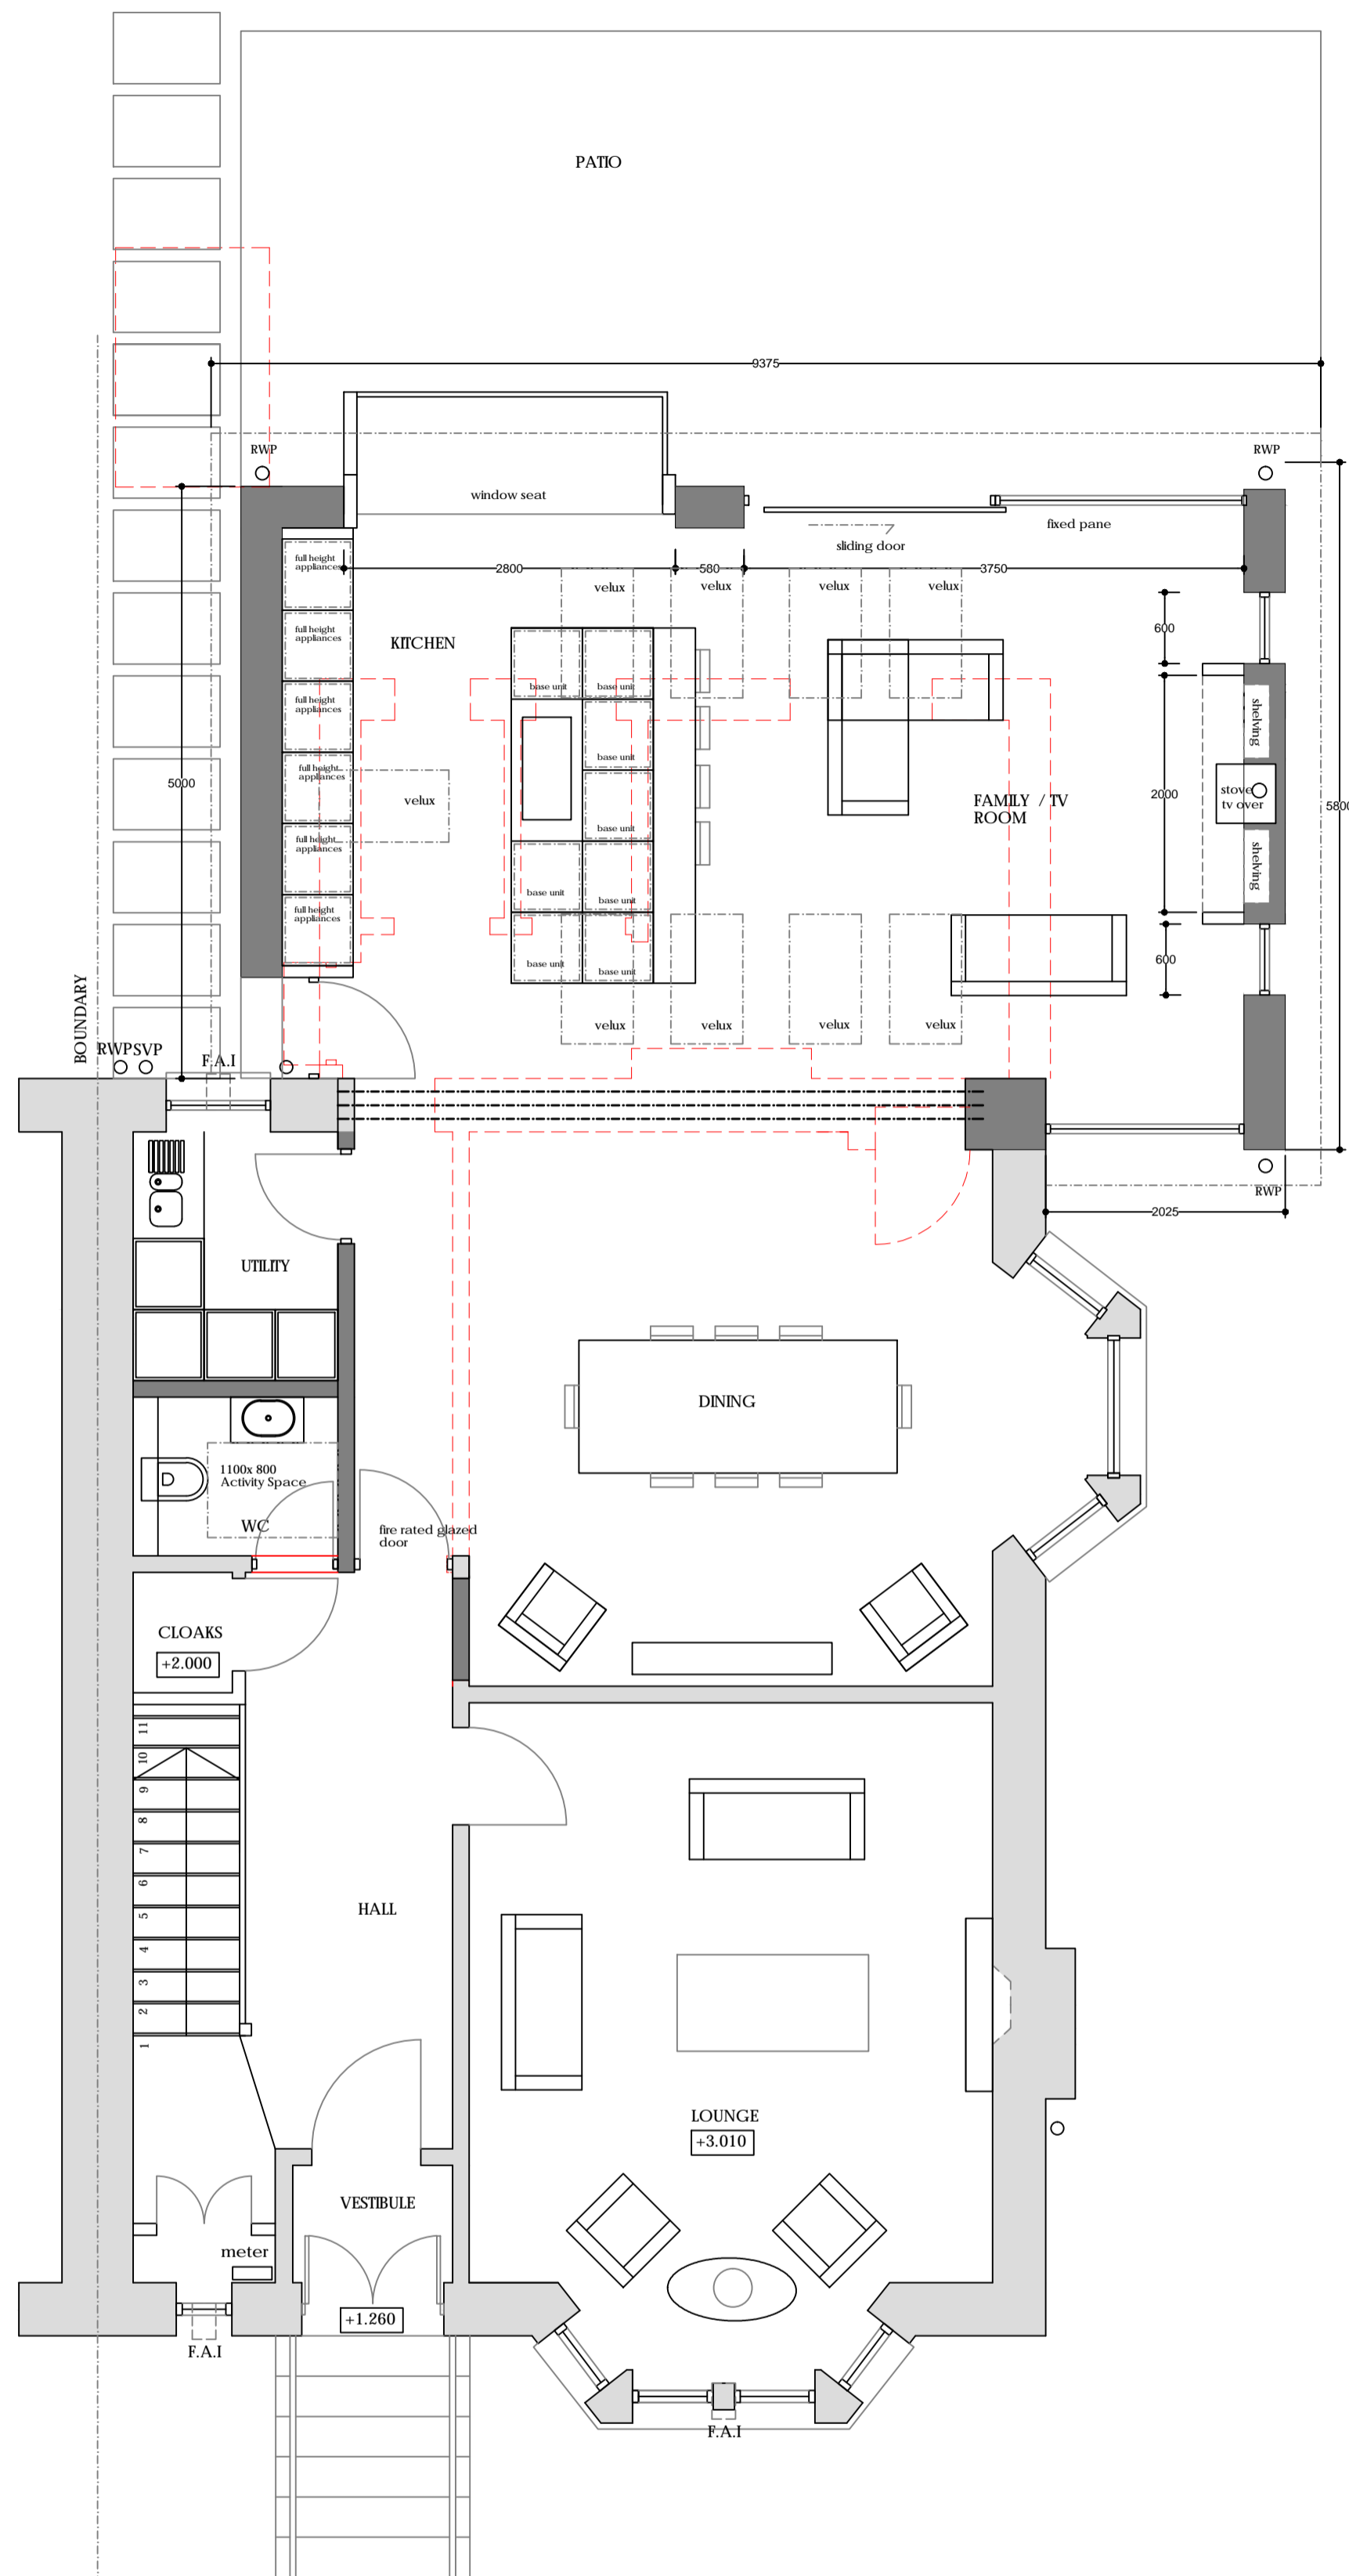 PATIO
9375
RWP
RWP
window seat
fixed pane
sliding door
2800
580
3750
velux
velux
velux
velux
full height
appliances
full height
appliances
full height
appliances
full height
appliances
full height
appliances
full height
appliances
KITCHEN
600
base unit
base unit
base unit
base unit
base unit
base unit
base unit
base unit
shelving
5000
velux
FAMILY / TV
ROOM
2000
stove
tv over
5800
shelving
600
velux
velux
velux
velux
BOUNDARY
RWP
SVP
F.A.I
RWP
2025
UTILITY
DINING
1100x 800
Activity Space
WC
fire rated glazed
door
CLOAKS
+2.000
11
10
9
8
7
6
5
4
3
2
1
HALL
LOUNGE
+3.010
VESTIBULE
meter
+1.260
F.A.I
F.A.I